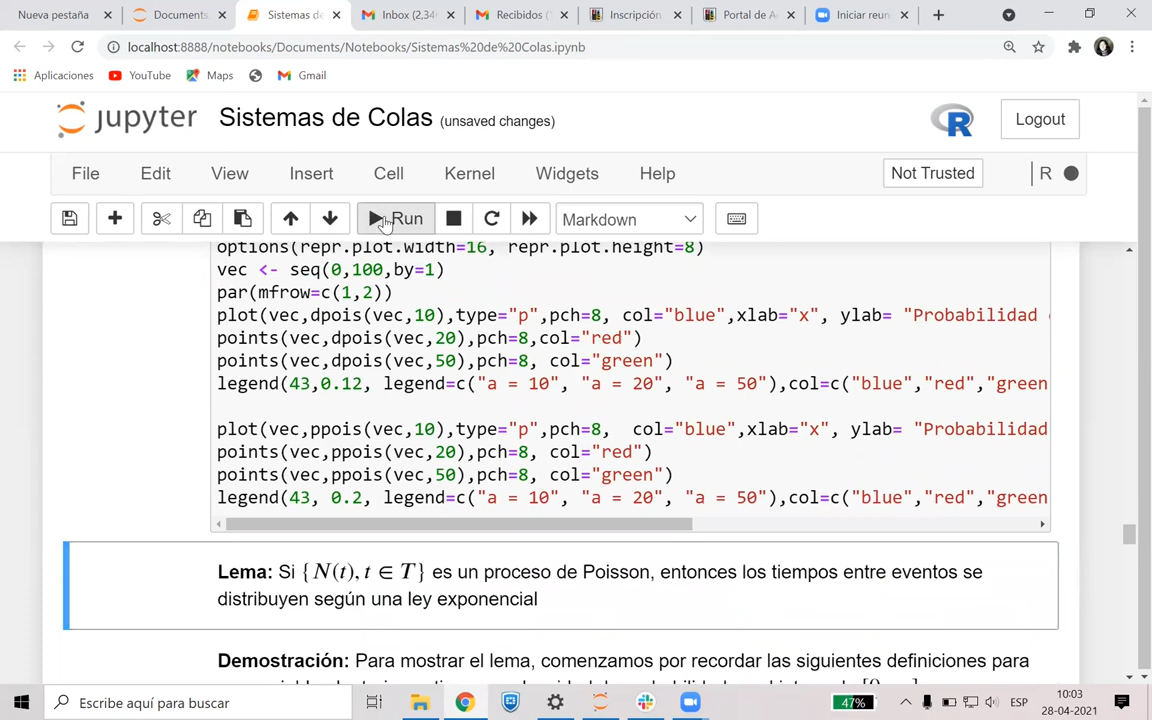 Nueva pestaña
Documents
Sistemas de
Inbox (2,34
Recibidos (
Inscripción
Portal de A
Iniciar reun
localhost:8888/notebooks/Documents/Notebooks/Sistemas%20de%20Colas.ipynb
Aplicaciones YouTube Maps Gmail
jupyter Sistemas de Colas (unsaved changes) R Logout
File Edit View Insert Cell Kernel Widgets Help Not Trusted R
Run Markdown
options(repr.plot.width=16, repr.plot.height=8)
vec <- seq(0,100,by=1)
par(mfrow=c(1,2))
plot(vec,dpois(vec,10),type="p",pch=8, col="blue",xlab="x", ylab= "Probabilidad
points(vec,dpois(vec,20),pch=8,col="red")
points(vec,dpois(vec,50),pch=8, col="green")
legend(43,0.12, legend=c("a = 10", "a = 20", "a = 50"),col=c("blue","red","green
plot(vec,ppois(vec,10),type="p",pch=8,  col="blue",xlab="x", ylab= "Probabilidad
points(vec,ppois(vec,20),pch=8, col="red")
points(vec,ppois(vec,50),pch=8, col="green")
legend(43, 0.2, legend=c("a = 10", "a = 20", "a = 50"),col=c("blue","red","green
Lema: Si {N(t), t ∈ T} es un proceso de Poisson, entonces los tiempos entre eventos se
distribuyen según una ley exponencial
Demostración: Para mostrar el lema, comenzamos por recordar las siguientes definiciones para
Escribe aquí para buscar
47%
ESP
10:03
28-04-2021